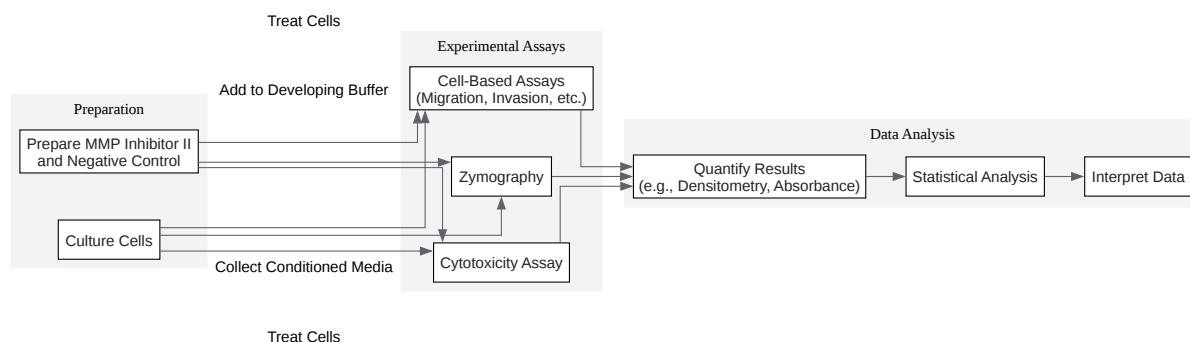 Treat Cells
Experimental Assays
Cell-Based Assays
(Migration, Invasion, etc.)
Add to Developing Buffer
Preparation
Prepare MMP Inhibitor II
and Negative Control
Data Analysis
Zymography
Quantify Results
(e.g., Densitometry, Absorbance)
Statistical Analysis
Interpret Data
Culture Cells
Collect Conditioned Media
Cytotoxicity Assay
Treat Cells